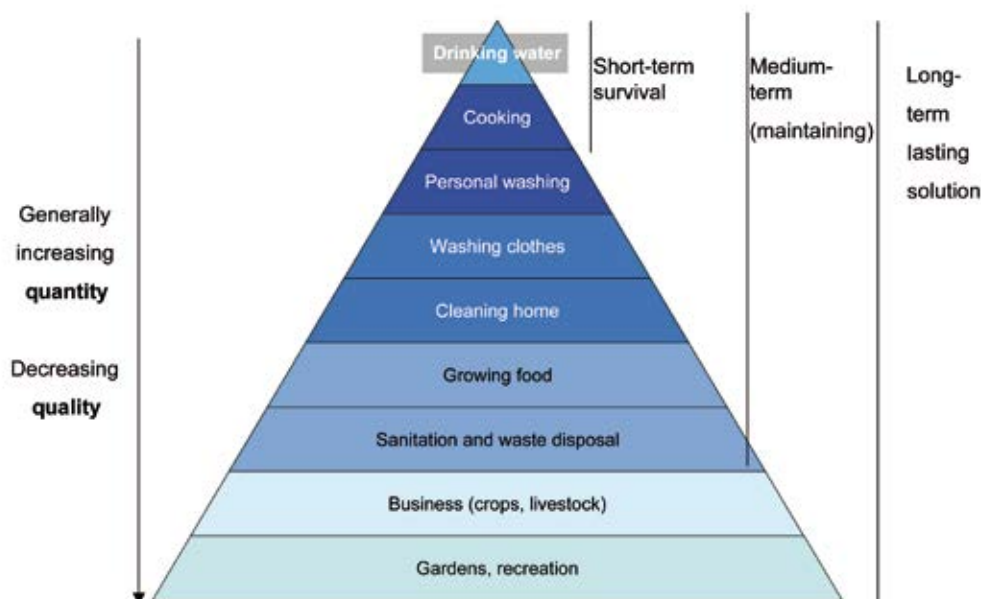 Drinking water
Cooking
Personal washing
Washing clothes
Cleaning home
Growing food
Sanitation and waste disposal
Business (crops, livestock)
Gardens, recreation
Generally
increasing
quantity
Decreasing
quality
Short-term
survival
Medium-
term
(maintaining)
Long-
term
lasting
solution